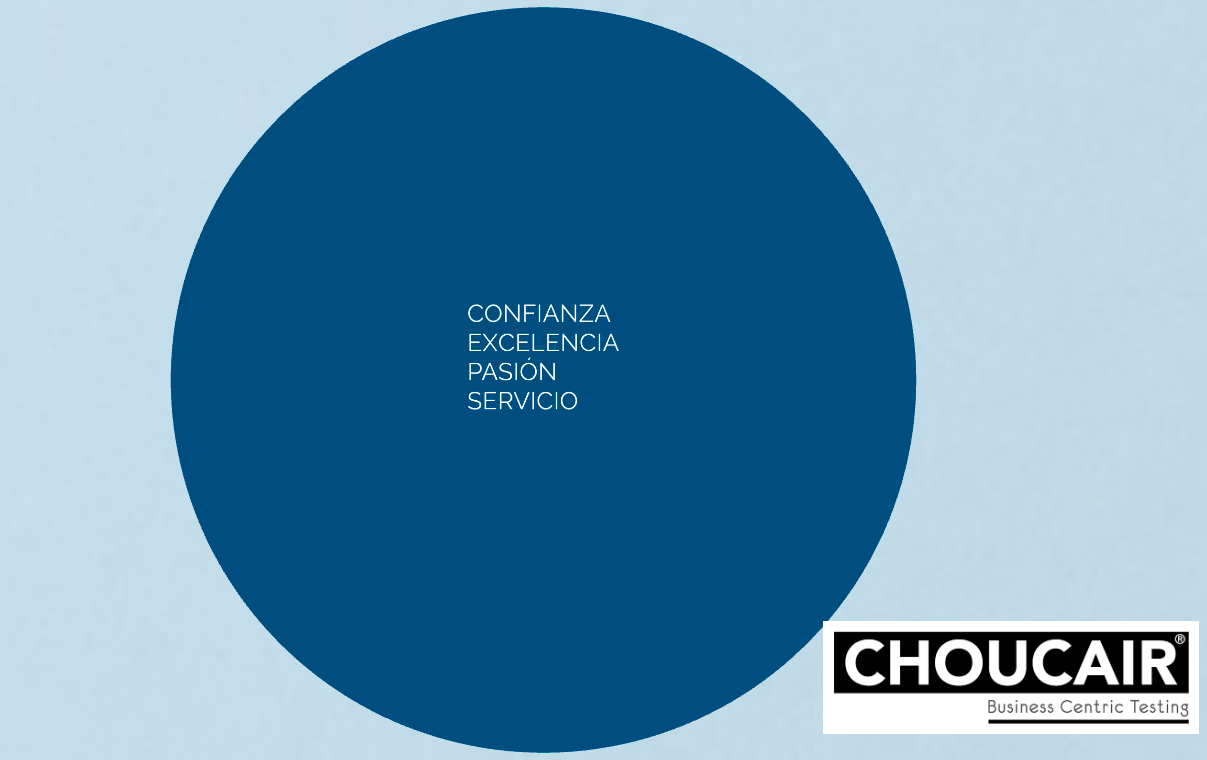 CONFIANZA
EXCELENCIA
PASIÓN
SERVICIO
CHOUCAIR®
Business Centric Testing